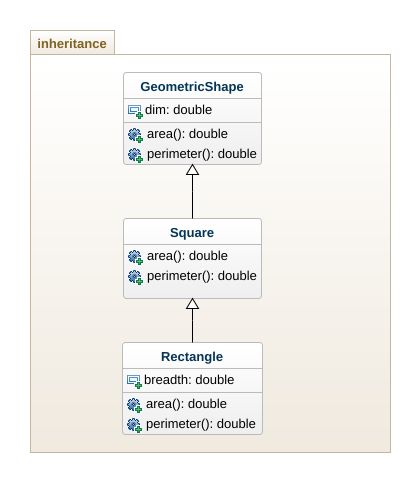 inheritance
GeometricShape
dim: double
area(): double
perimeter(): double
Square
area(): double
perimeter(): double
Rectangle
breadth: double
area(): double
perimeter(): double